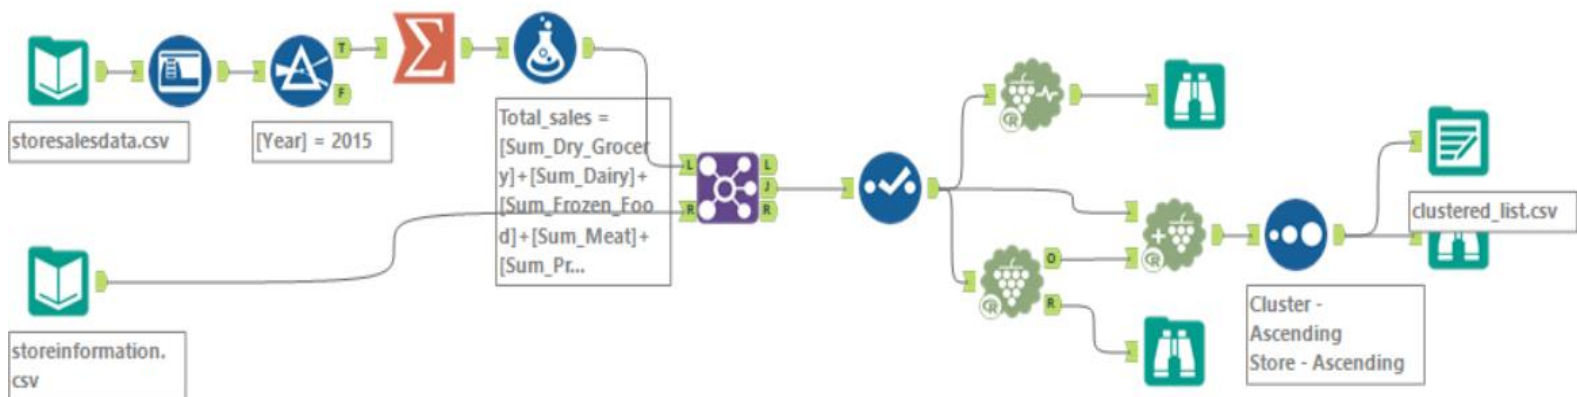 T
F
storesalesdata.csv
[Year] = 2015
Total_sales =
[Sum_Dry_Grocer
y]+[Sum_Dairy]+
[Sum_Frozen_Foo
d]+[Sum_Meat]+
[Sum_Pr...
L
R
L
J
R
R
clustered_list.csv
R
O
R
R
Cluster -
Ascending
Store - Ascending
storeinformation.
csv